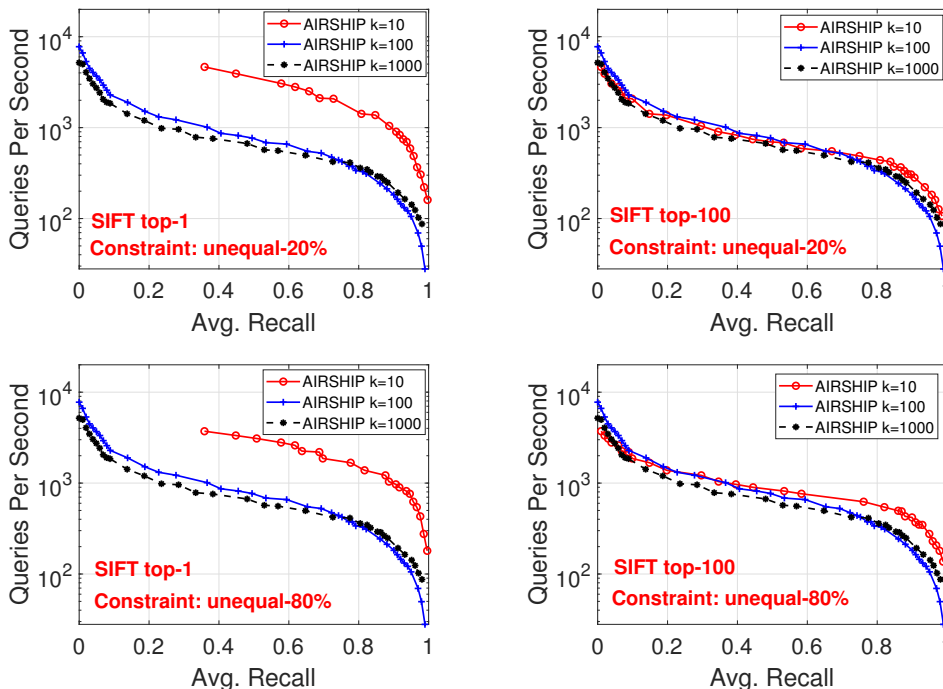 AIRSHIP k=10
AIRSHIP k=100
AIRSHIP k=1000
10^4
10^3
10^2
Queries Per Second
SIFT top-1
Constraint: unequal-20%
0 0.2 0.4 0.6 0.8 1
Avg. Recall
AIRSHIP k=10
AIRSHIP k=100
AIRSHIP k=1000
10^4
10^3
10^2
Queries Per Second
SIFT top-100
Constraint: unequal-20%
0 0.2 0.4 0.6 0.8 1
Avg. Recall
AIRSHIP k=10
AIRSHIP k=100
AIRSHIP k=1000
10^4
10^3
10^2
Queries Per Second
SIFT top-1
Constraint: unequal-80%
0 0.2 0.4 0.6 0.8 1
Avg. Recall
AIRSHIP k=10
AIRSHIP k=100
AIRSHIP k=1000
10^4
10^3
10^2
Queries Per Second
SIFT top-100
Constraint: unequal-80%
0 0.2 0.4 0.6 0.8
Avg. Recall